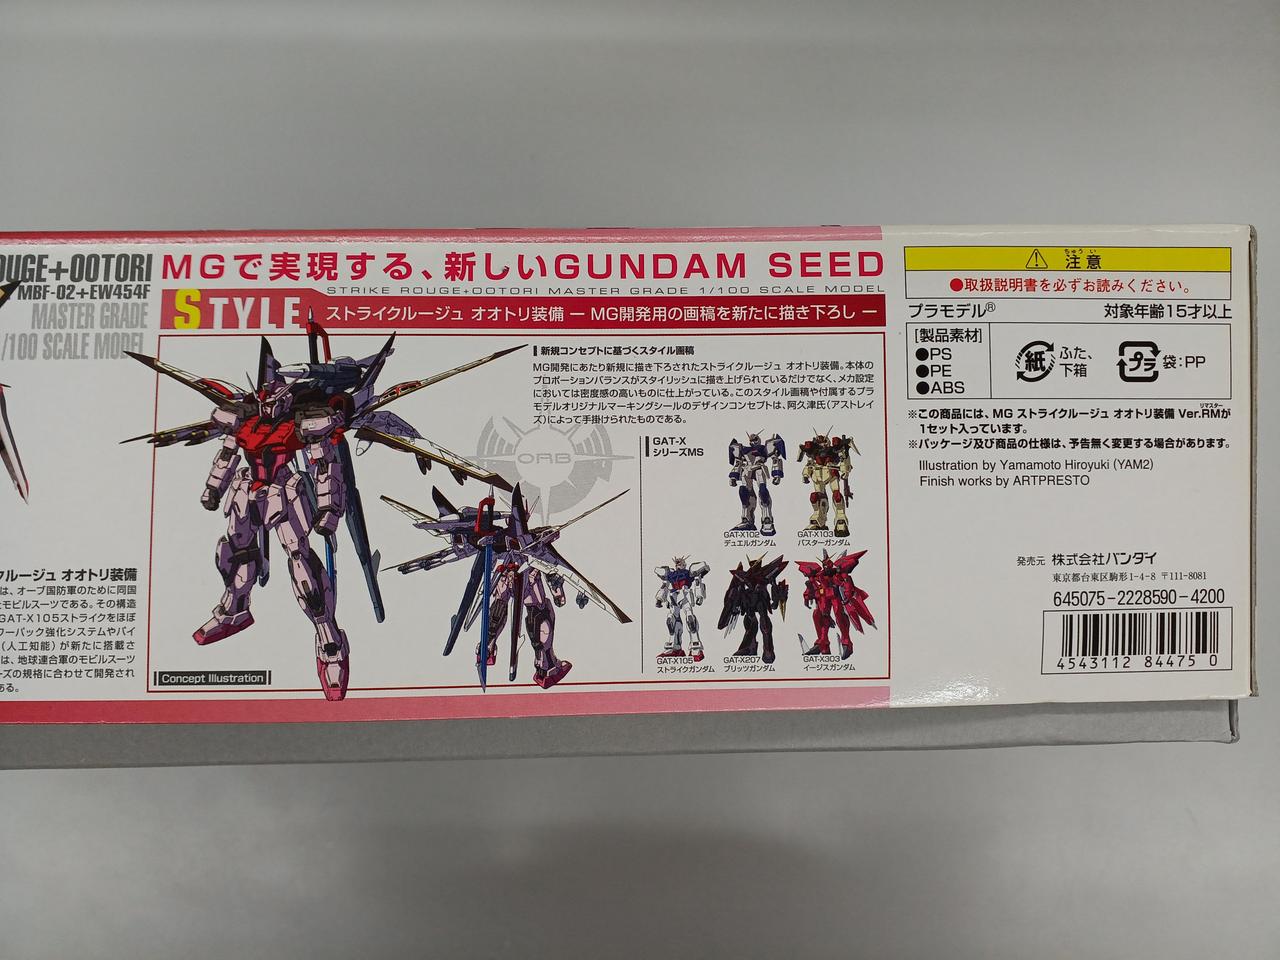 OUGE+OOTORI
MBF-02+EW454F
MASTER GRADE
/100 SCALE MODEL
クルージュ オオトリ装備
は、オーブ国防軍のために同国
たモビルスーツである。その構造
GAT-X105ストライクをほぼ
ワーパック強化システムやバイ
(人工知能)が新たに搭載さ
は、地球連合軍のモビルスーツ
ーズの規格に合わせて開発され
ある。
MGで実現する、新しいGUNDAM SEED
STRIKE ROUGE+OOTORI MASTER GRADE 1/100 SCALE MODEL
STYLE ストライクルージュ オオトリ装備 ― MG開発用の画稿を新たに描き下ろし ―
新規コンセプトに基づくスタイル画稿
MG開発にあたり新規に描き下ろされたストライクルージュ オオトリ装備。本体の
プロポーションバランスがスタイリッシュに描き上げられているだけでなく、メカ設定
においては密度感の高いものに仕上がっている。このスタイル画稿や付属するプラ
モデルオリジナルマーキングシールのデザインコンセプトは、阿久津氏(アストレイ
ズ)によって手掛けられたものである。
ORB
Concept Illustration
GAT-X
シリーズMS
GAT-X102
デュエルガンダム
GAT-X103
バスターガンダム
GAT-X105
ストライクガンダム
GAT-X207
ブリッツガンダム
GAT-X303
イージスガンダム
ちゅうい
注意
●取扱説明書を必ずお読みください。
プラモデル® 対象年齢15才以上
[製品素材]
●PS
●PE
●ABS
紙 ふた、
下箱
プラ 袋:PP
リマスター
※この商品には、MG ストライクルージュ オオトリ装備 Ver.RMが
1セット入っています。
※パッケージ及び商品の仕様は、予告無く変更する場合があります。
Illustration by Yamamoto Hiroyuki (YAM2)
Finish works by ARTPRESTO
発売元 株式会社バンダイ
東京都台東区駒形1-4-8 〒111-8081
645075-2228590-4200
4543112 84475 0